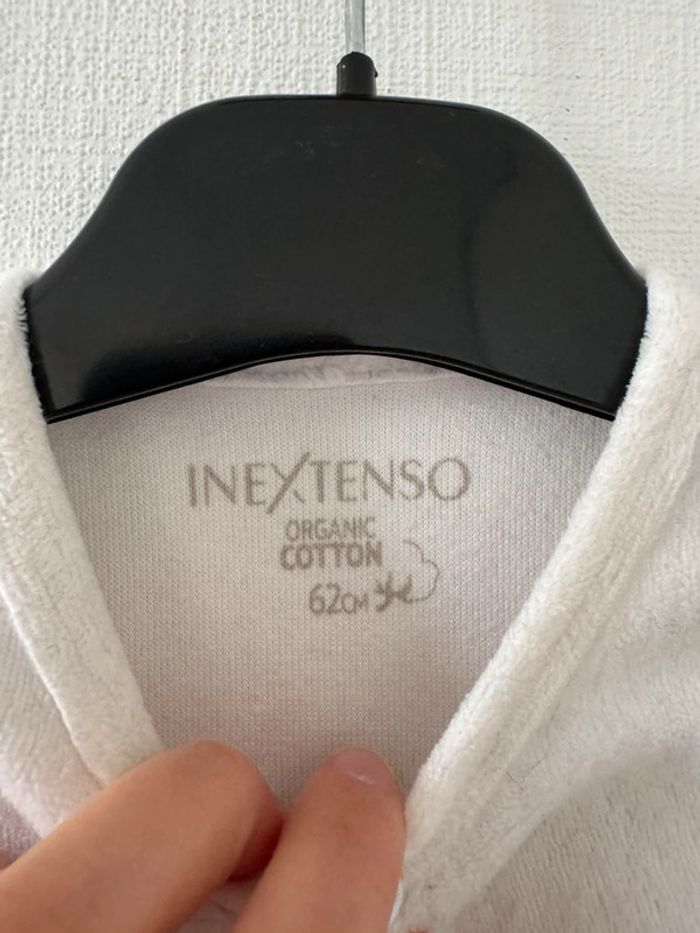 INEXTENSO
ORGANIC
COTTON
62CM